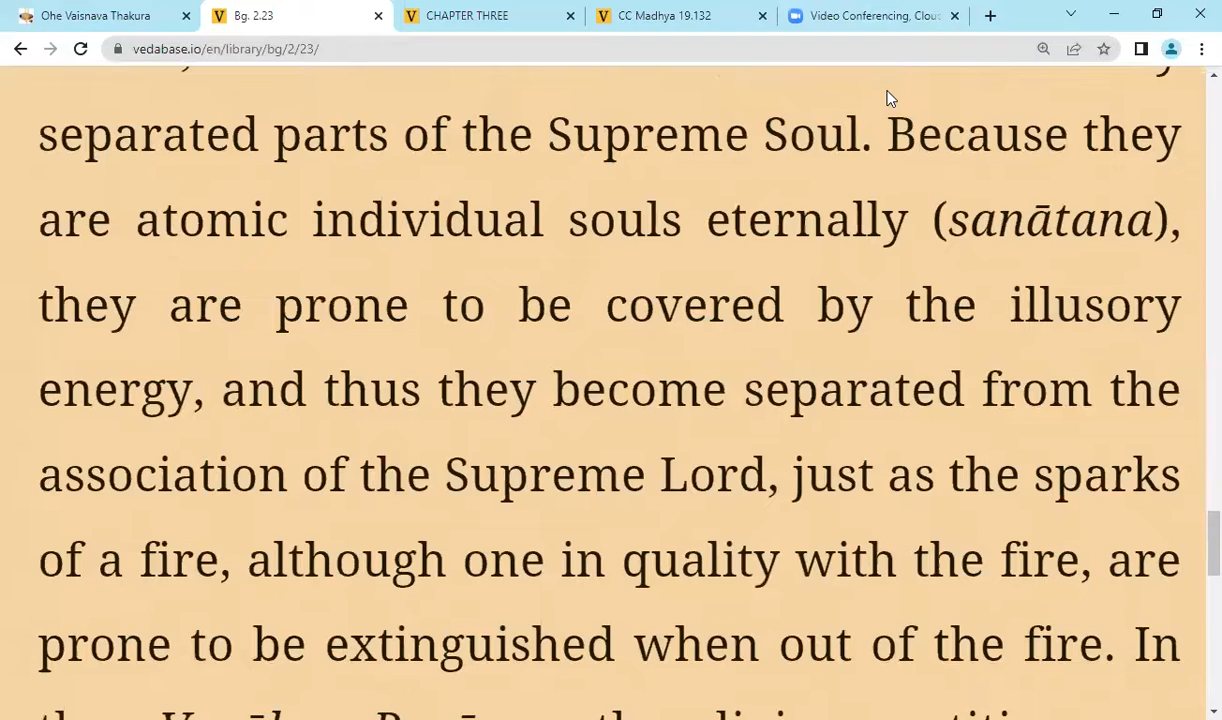 Ohe Vaisnava Thakura
Bg. 2.23
CHAPTER THREE
CC Madhya 19.132
Video Conferencing, Clou
vedabase.io/en/library/bg/2/23/
separated parts of the Supreme Soul. Because they
are atomic individual souls eternally (sanātana),
they are prone to be covered by the illusory
energy, and thus they become separated from the
association of the Supreme Lord, just as the sparks
of a fire, although one in quality with the fire, are
prone to be extinguished when out of the fire. In